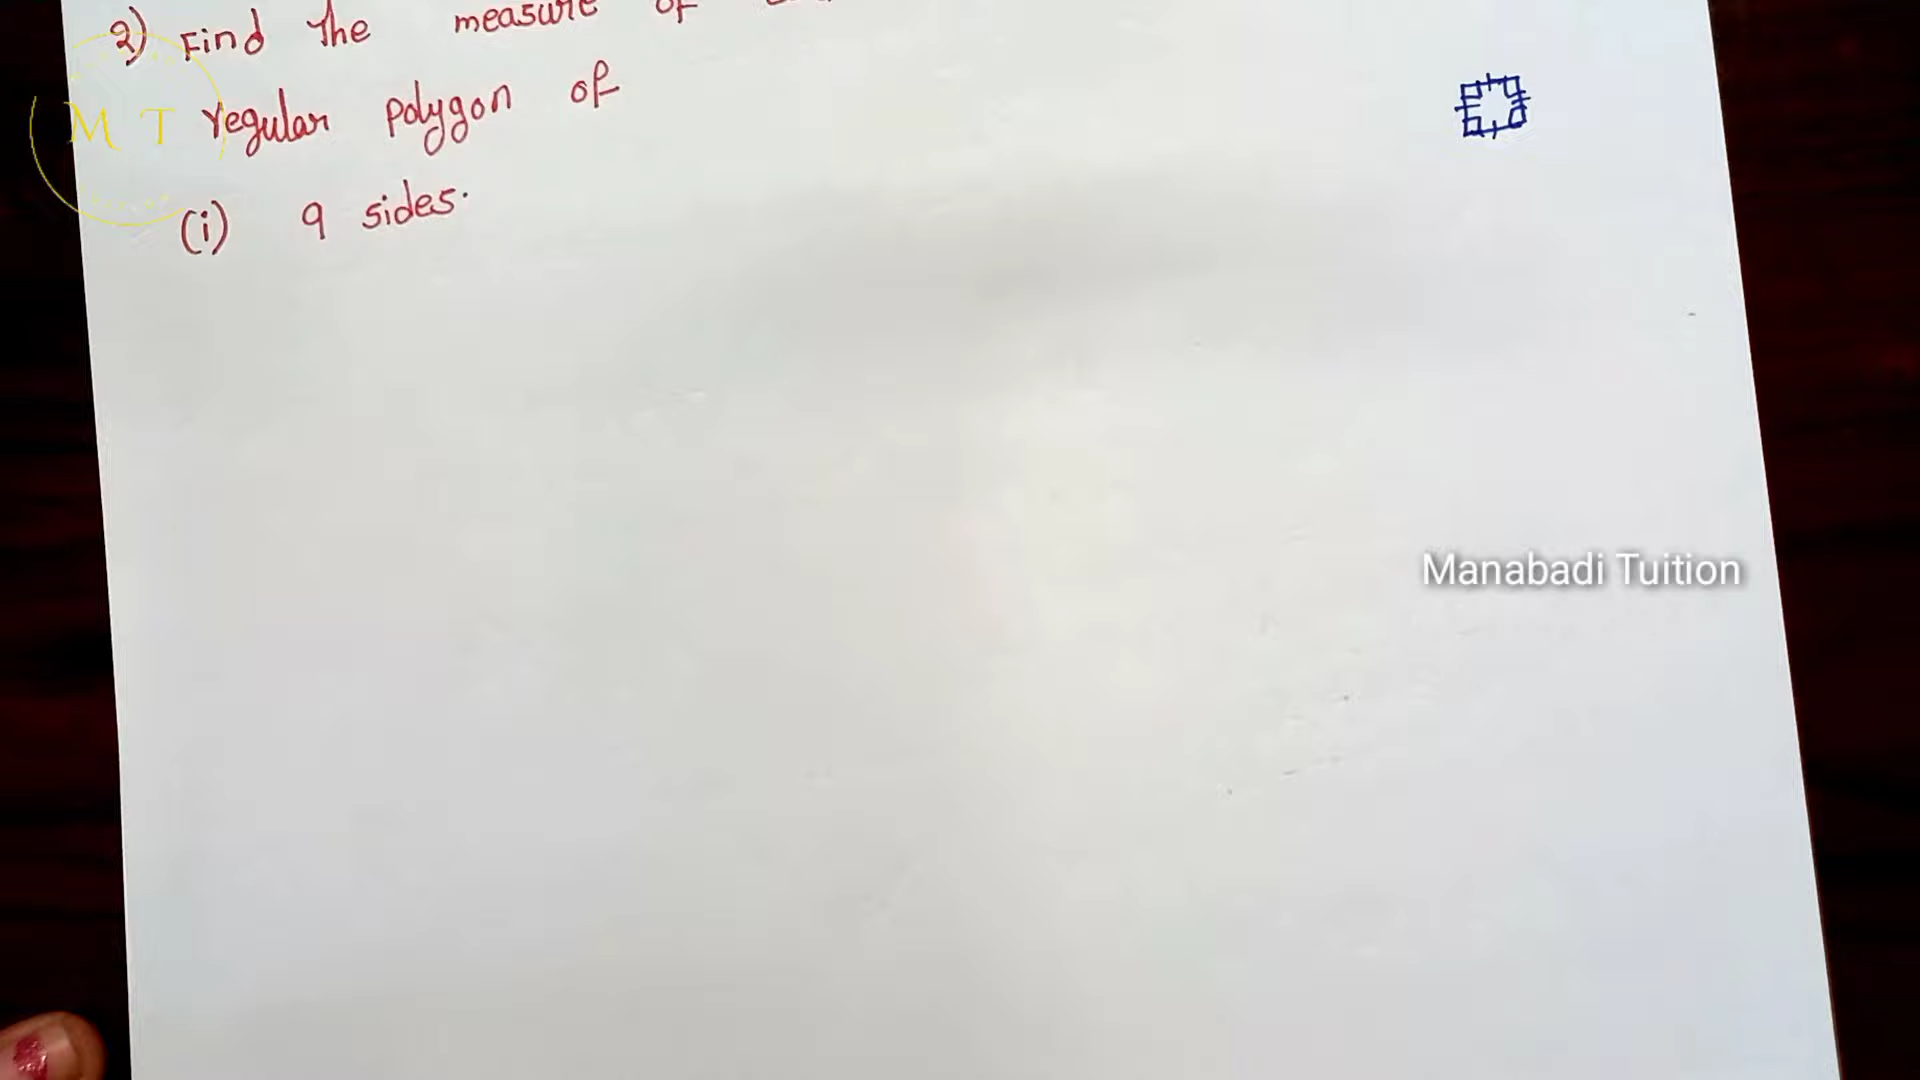 2) Find the measure of
regular polygon of
M T
(i) 9 sides.
Manabadi Tuition